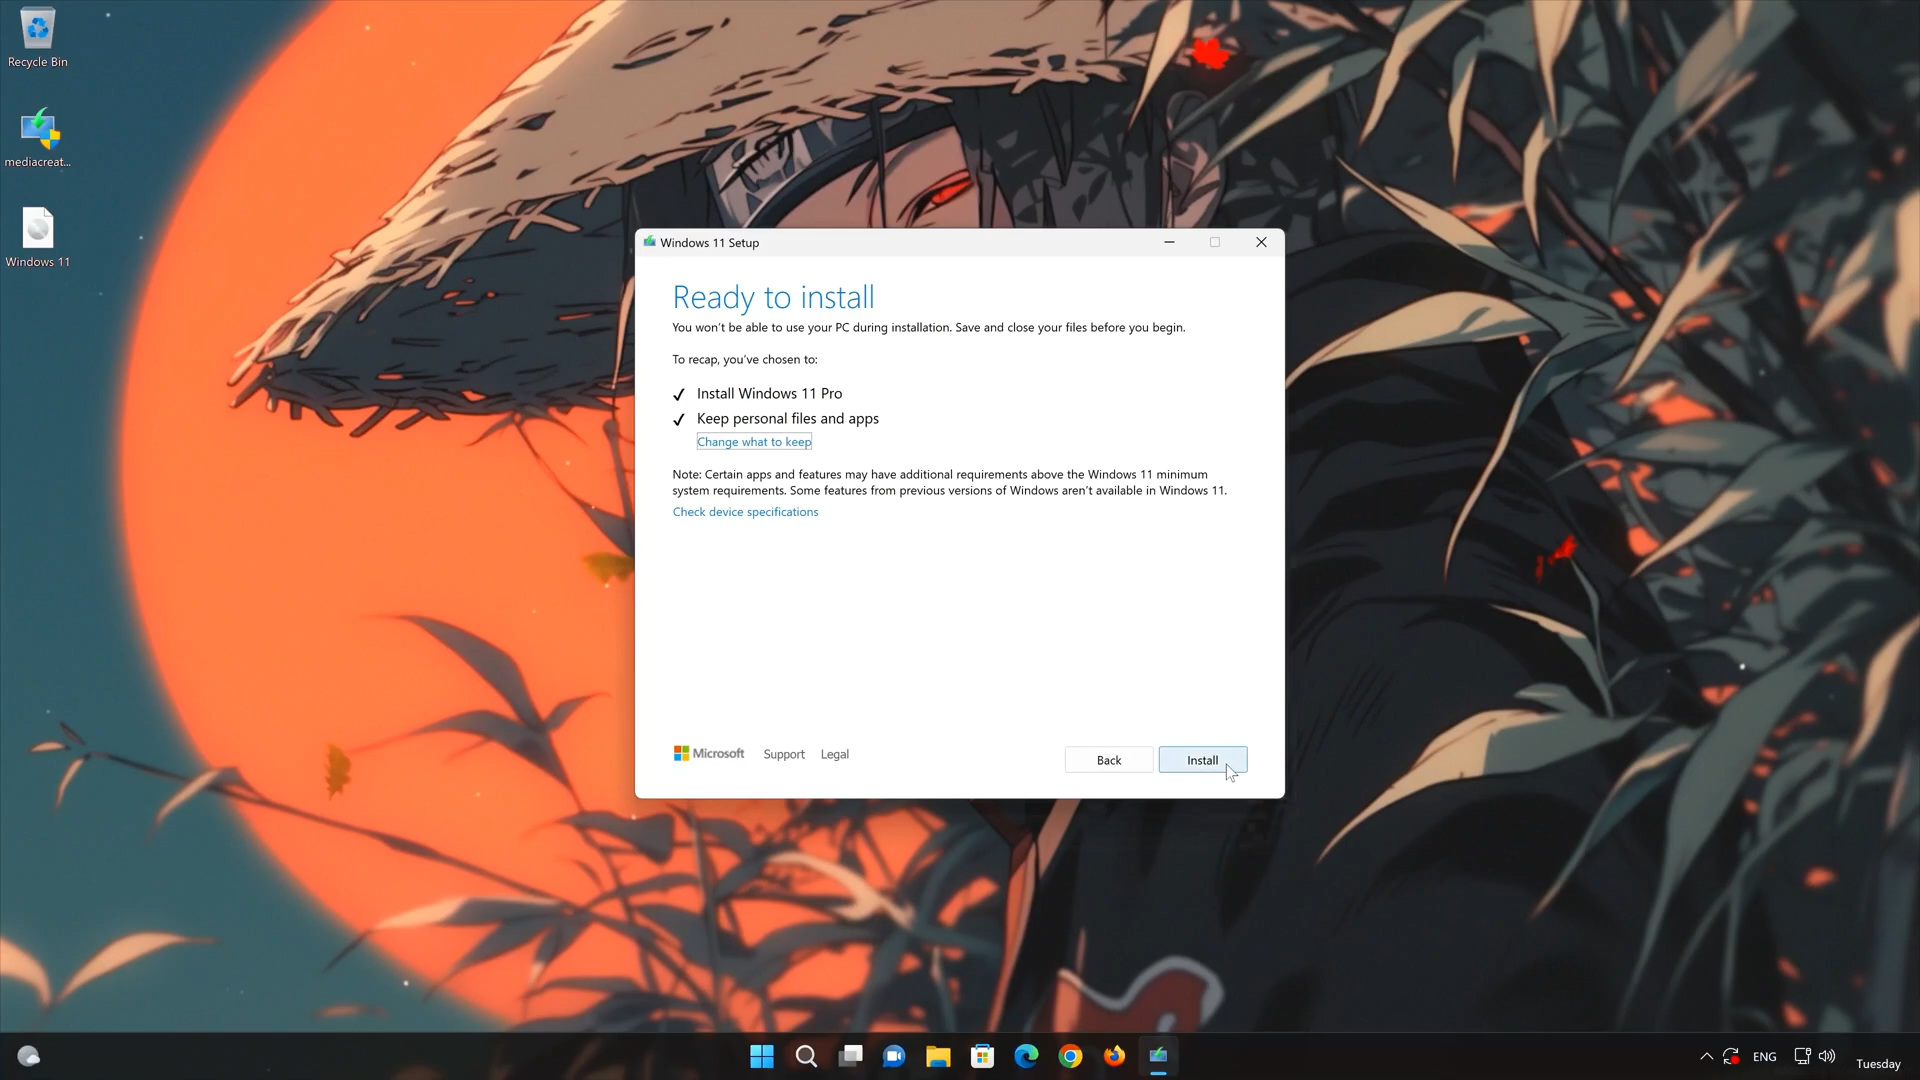 Recycle Bin
mediacreat...
Windows 11
Windows 11 Setup
Ready to install
You won't be able to use your PC during installation. Save and close your files before you begin.
To recap, you've chosen to:
Install Windows 11 Pro
Keep personal files and apps
Change what to keep
Note: Certain apps and features may have additional requirements above the Windows 11 minimum
system requirements. Some features from previous versions of Windows aren't available in Windows 11.
Check device specifications
Microsoft Support Legal
Back Install
ENG
Tuesday